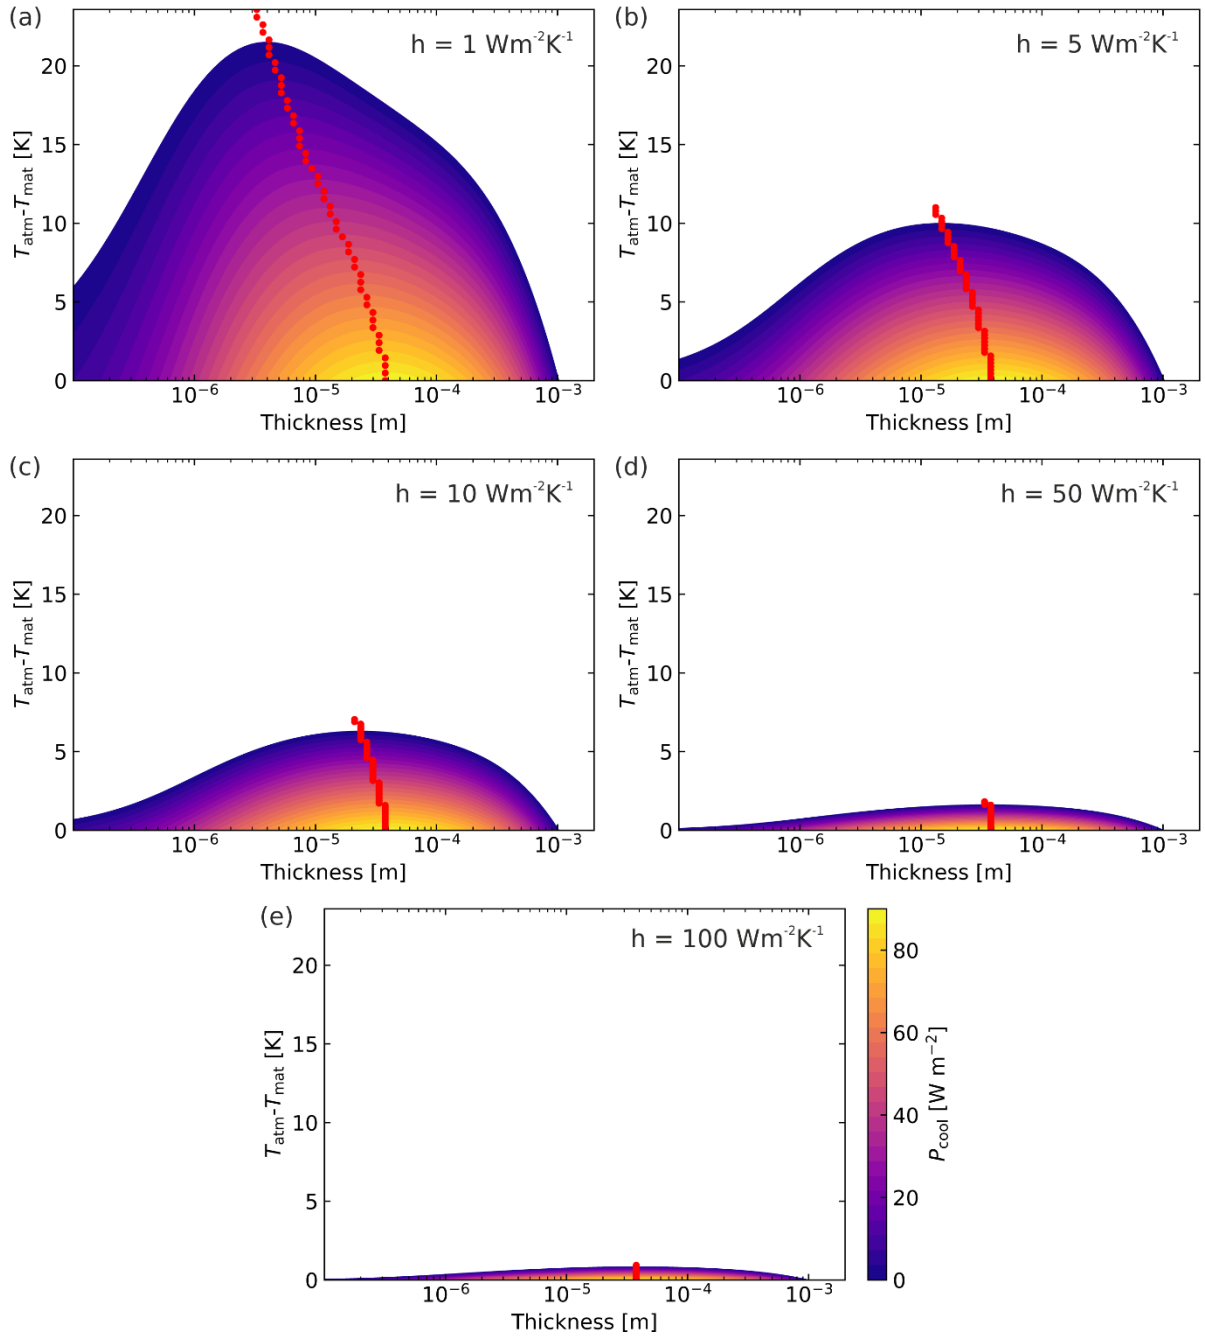 (a)
h = 1 Wm⁻²K⁻¹
20
15
10
5
0
T_atm-T_mat [K]
10⁻⁶ 10⁻⁵ 10⁻⁴ 10⁻³
Thickness [m]
(b)
h = 5 Wm⁻²K⁻¹
20
15
10
5
0
T_atm-T_mat [K]
10⁻⁶ 10⁻⁵ 10⁻⁴ 10⁻³
Thickness [m]
(c)
h = 10 Wm⁻²K⁻¹
20
15
10
5
0
T_atm-T_mat [K]
10⁻⁶ 10⁻⁵ 10⁻⁴ 10⁻³
Thickness [m]
(d)
h = 50 Wm⁻²K⁻¹
20
15
10
5
0
T_atm-T_mat [K]
10⁻⁶ 10⁻⁵ 10⁻⁴ 10⁻³
Thickness [m]
(e)
h = 100 Wm⁻²K⁻¹
20
15
10
5
0
T_atm-T_mat [K]
10⁻⁶ 10⁻⁵ 10⁻⁴ 10⁻³
Thickness [m]
80
60
40
20
0
P_cool [W m⁻²]